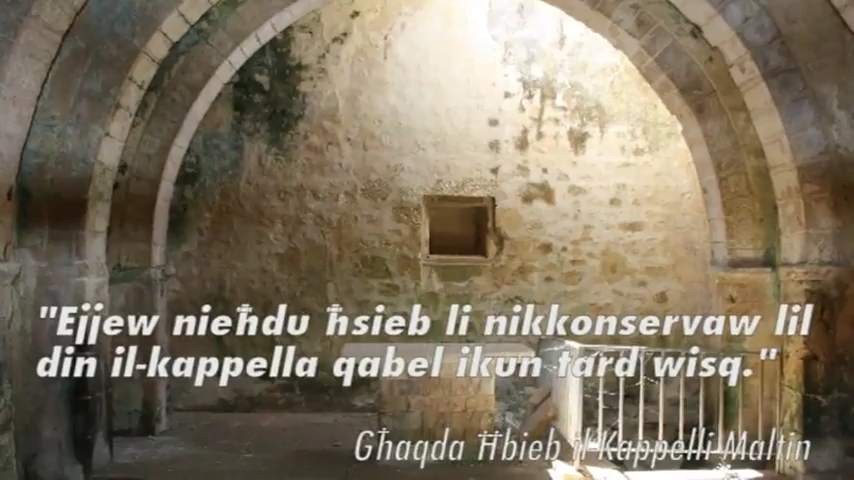 "Ejjew nieħdu ħsieb li nikkonservaw lil
din il-kappella qabel ikun tard wisq."
Għaqda Ħbieb il-Kappelli Maltin